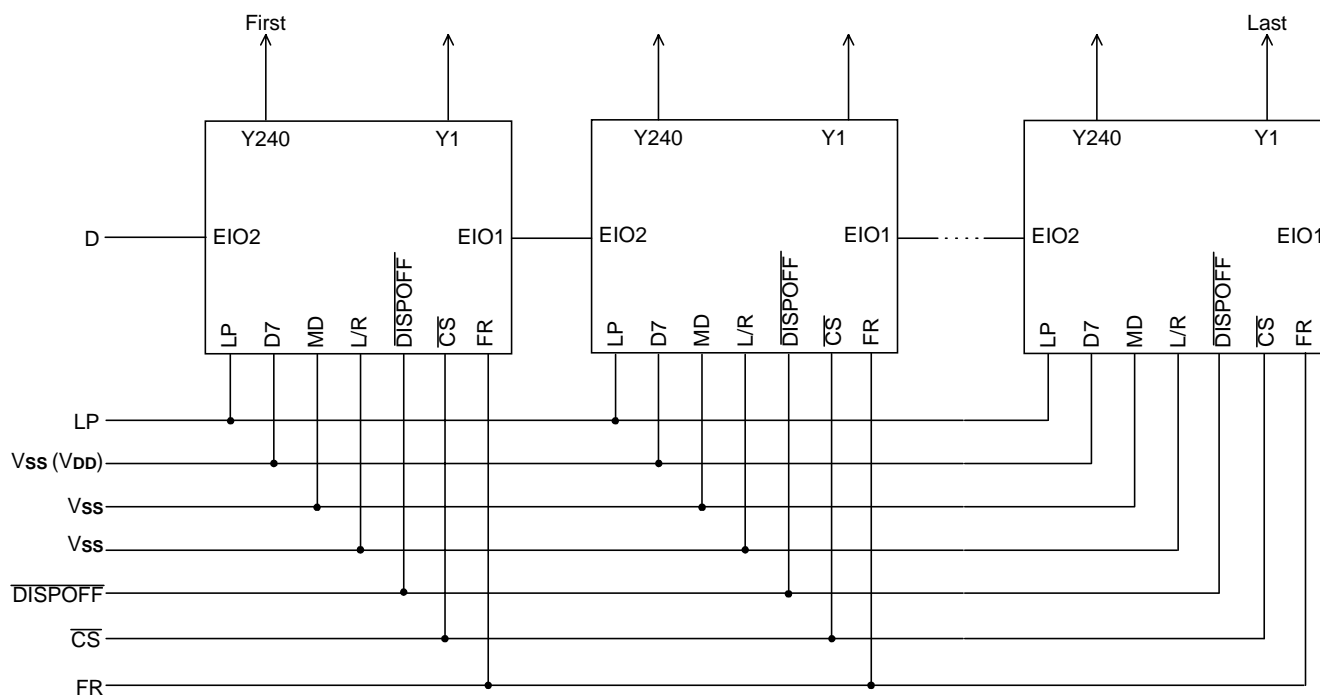 First Last
Y240 Y1 Y240 Y1 Y240 Y1
D EIO2 EIO1 EIO2 EIO1 EIO2 EIO1
LP D7 MD L/R DISPOFF CS FR LP D7 MD L/R DISPOFF CS FR LP D7 MD L/R DISPOFF CS FR
LP
VSS (VDD)
VSS
VSS
DISPOFF
CS
FR